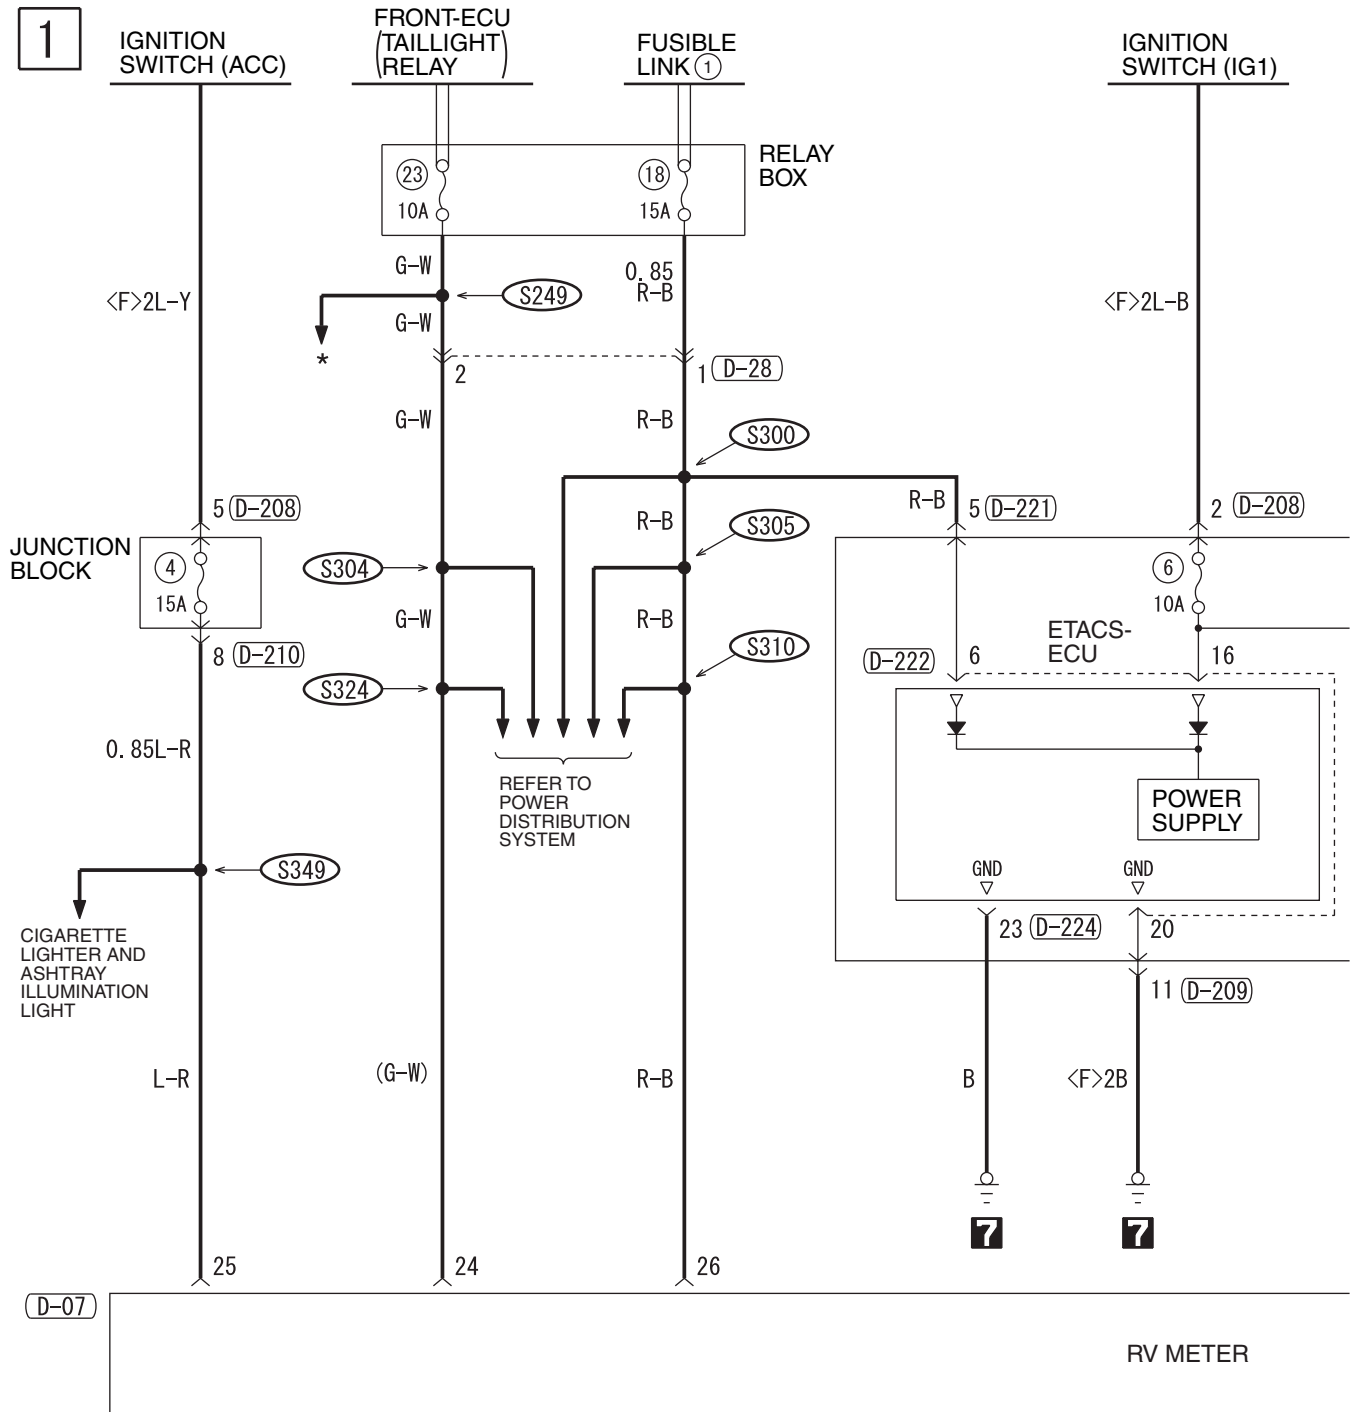 1
IGNITION
SWITCH (ACC)
FRONT-ECU
(TAILLIGHT)
RELAY
FUSIBLE
LINK ①
IGNITION
SWITCH (IG1)
RELAY
BOX
23
10A
18
15A
G-W
0.85
R-B
<F>2L-Y
S249
<F>2L-B
G-W
*
2
1 D-28
G-W
R-B
S300
5 D-208
R-B
5 D-221
2 D-208
R-B
S305
JUNCTION
BLOCK
4
15A
S304
6
10A
G-W
R-B
ETACS-
ECU
S310
8 D-210
D-222
6
16
S324
0.85L-R
REFER TO
POWER
DISTRIBUTION
SYSTEM
POWER
SUPPLY
S349
GND
GND
CIGARETTE
LIGHTER AND
ASHTRAY
ILLUMINATION
LIGHT
23 D-224
20
11 D-209
L-R
(G-W)
R-B
B
<F>2B
7
7
25
24
26
D-07
RV METER